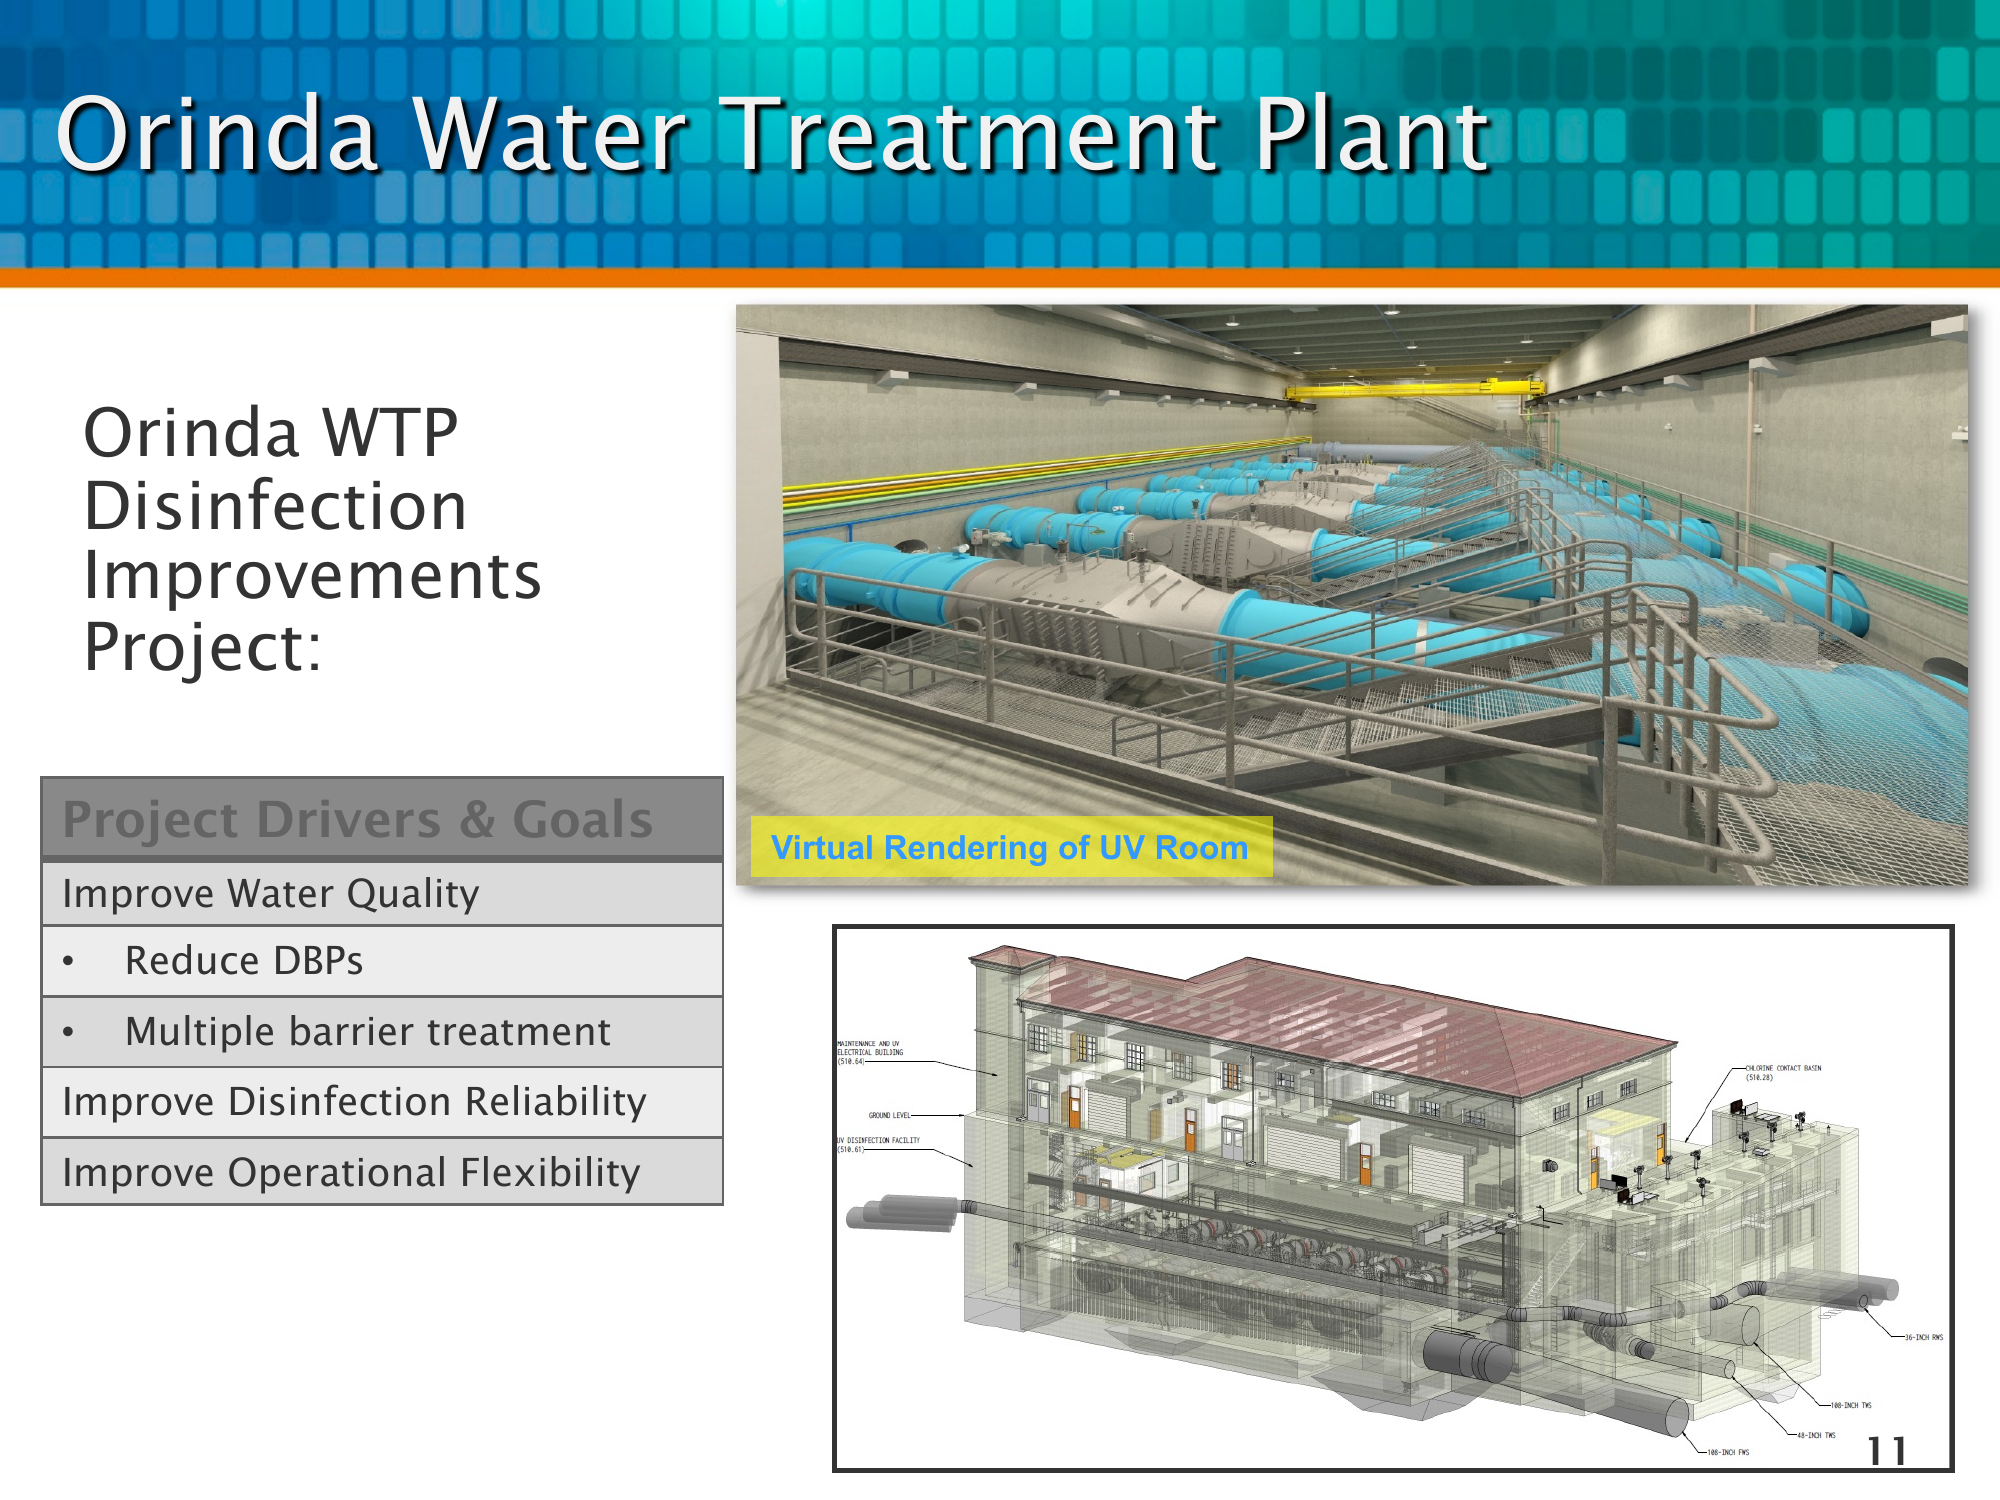 Orinda Water Treatment Plant
Orinda WTP
Disinfection
Improvements
Project:
Project Drivers & Goals
Improve Water Quality
• Reduce DBPs
• Multiple barrier treatment
Improve Disinfection Reliability
Improve Operational Flexibility
Virtual Rendering of UV Room
MAINTENANCE AND UV
ELECTRICAL BUILDING
(510.64)
GROUND LEVEL
UV DISINFECTION FACILITY
(510.61)
CHLORINE CONTACT BASIN
(510.28)
36-INCH RWS
108-INCH TWS
48-INCH TWS
108-INCH FWS
11